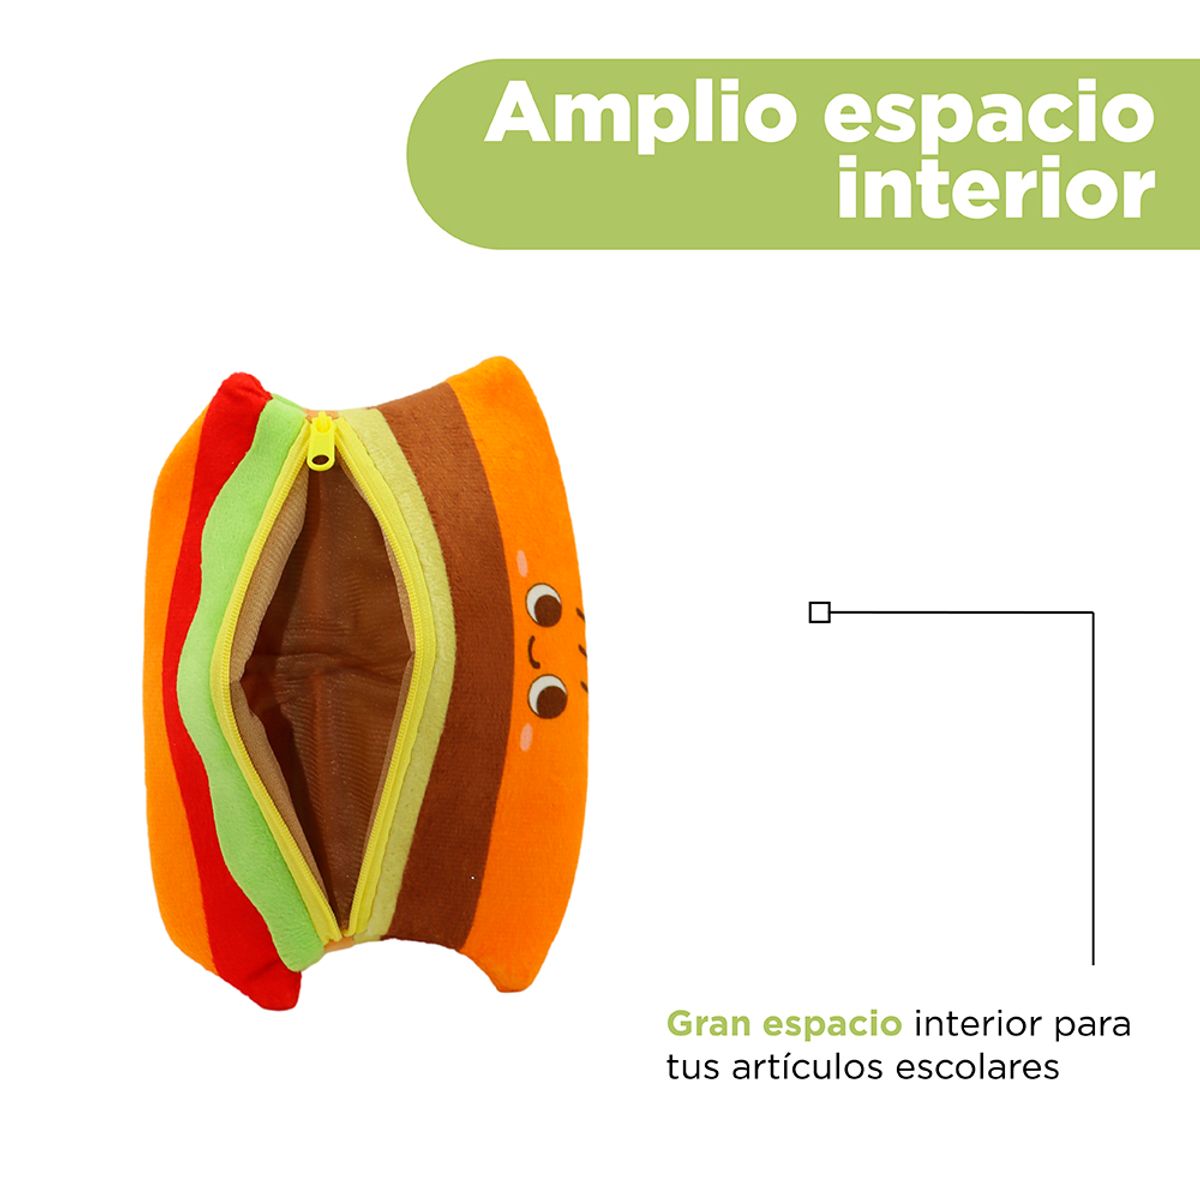 Amplio espacio
interior
Gran espacio interior para
tus artículos escolares